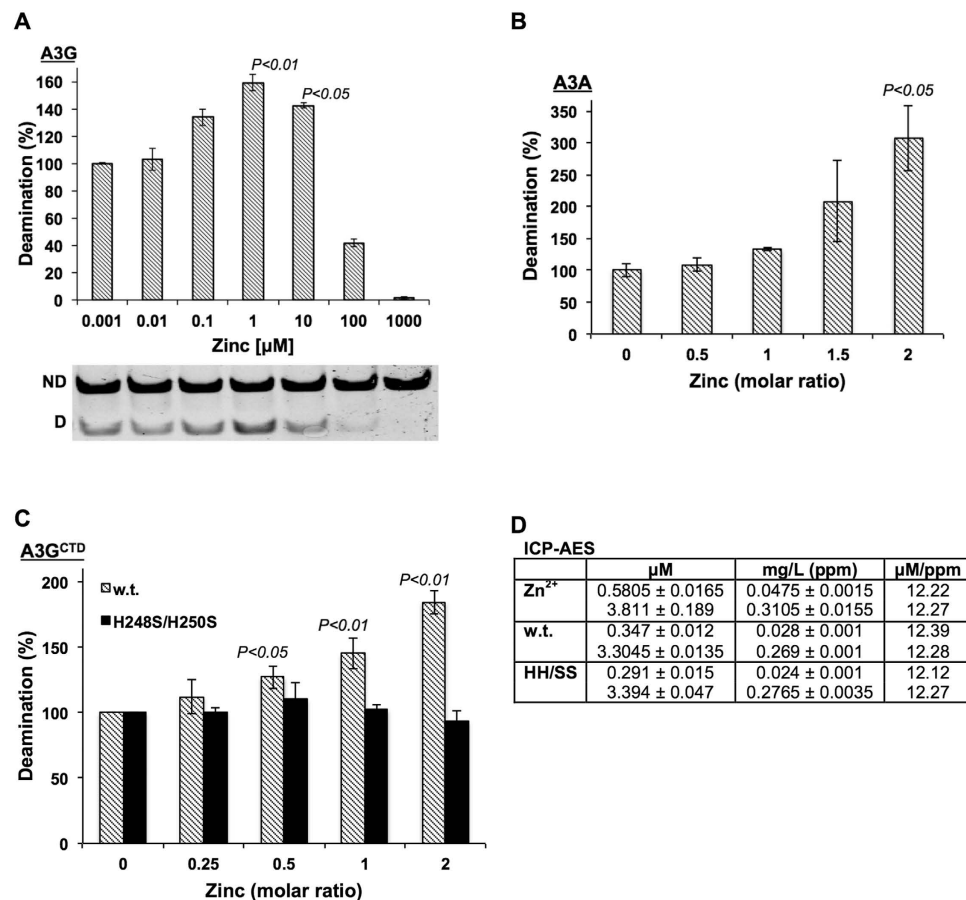 A
A3G
Deamination (%)
160
140
120
100
80
60
40
20
0
P<0.01
P<0.05
0.001 0.01 0.1 1 10 100 1000
Zinc [µM]
ND
D
B
A3A
Deamination (%)
350
300
250
200
150
100
50
0
P<0.05
0 0.5 1 1.5 2
Zinc (molar ratio)
C
A3G^CTD
Deamination (%)
200
150
100
50
0
w.t.
H248S/H250S
P<0.05
P<0.01
P<0.01
0 0.25 0.5 1 2
Zinc (molar ratio)
D
ICP-AES
µM mg/L (ppm) µM/ppm
Zn²⁺ 0.5805 ± 0.0165 0.0475 ± 0.0015 12.22
3.811 ± 0.189 0.3105 ± 0.0155 12.27
w.t. 0.347 ± 0.012 0.028 ± 0.001 12.39
3.3045 ± 0.0135 0.269 ± 0.001 12.28
HH/SS 0.291 ± 0.015 0.024 ± 0.001 12.12
3.394 ± 0.047 0.2765 ± 0.0035 12.27